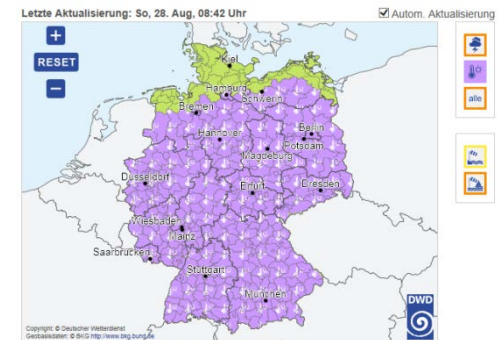 Letzte Aktualisierung: So, 28. Aug, 08:42 Uhr
Autom. Aktualisierung
RESET
Kiel
Hamburg
Schwerin
Bremen
Hannover
Berlin
Potsdam
Magdeburg
Düsseldorf
Erfurt
Dresden
Wiesbaden
Mainz
Saarbrücken
Stuttgart
München
alle
DWD
Copyright: © Deutscher Wetterdienst
Geobasisdaten: © BKG http://www.bkg.bund.de